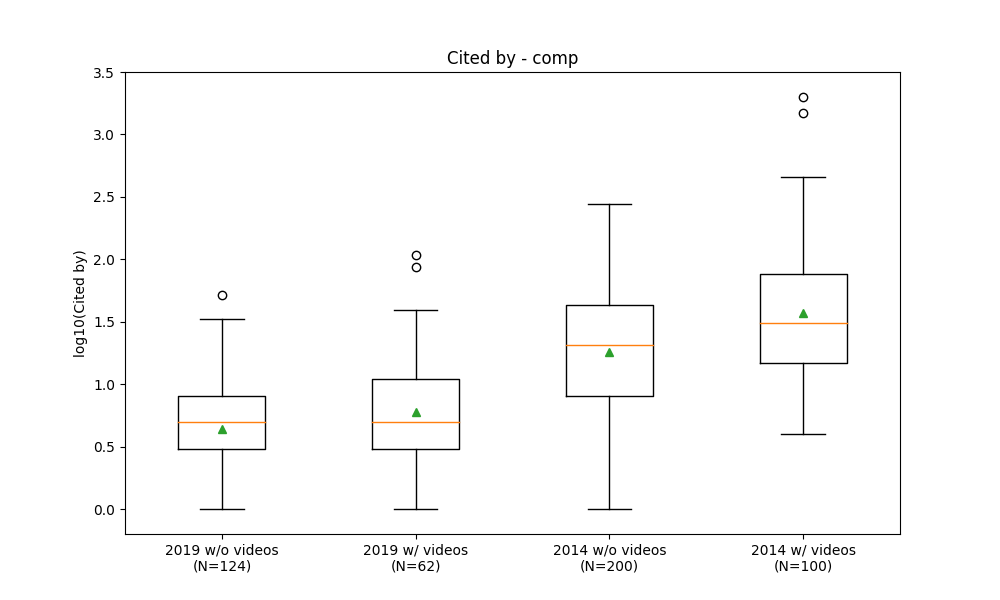 Cited by - comp
3.5
3.0
2.5
2.0
1.5
1.0
0.5
0.0
log10(Cited by)
2019 w/o videos
(N=124)
2019 w/ videos
(N=62)
2014 w/o videos
(N=200)
2014 w/ videos
(N=100)